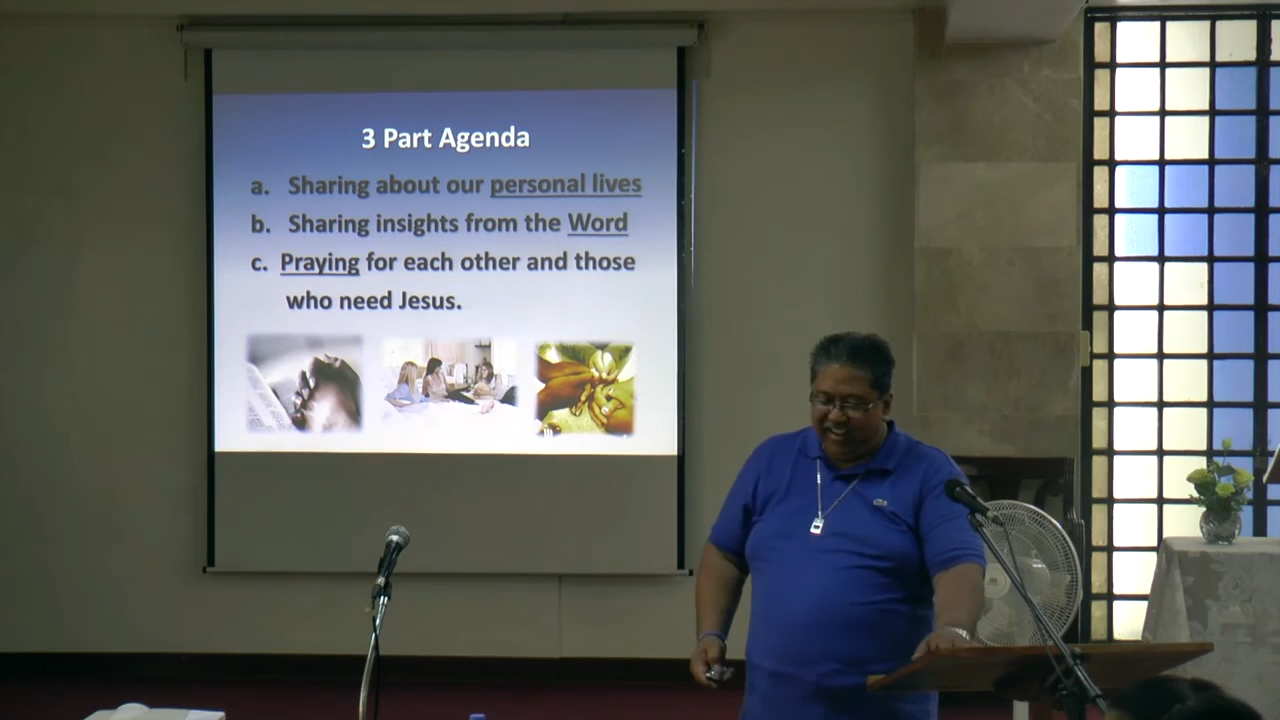 3 Part Agenda
a. Sharing about our personal lives
b. Sharing insights from the Word
c. Praying for each other and those
who need Jesus.